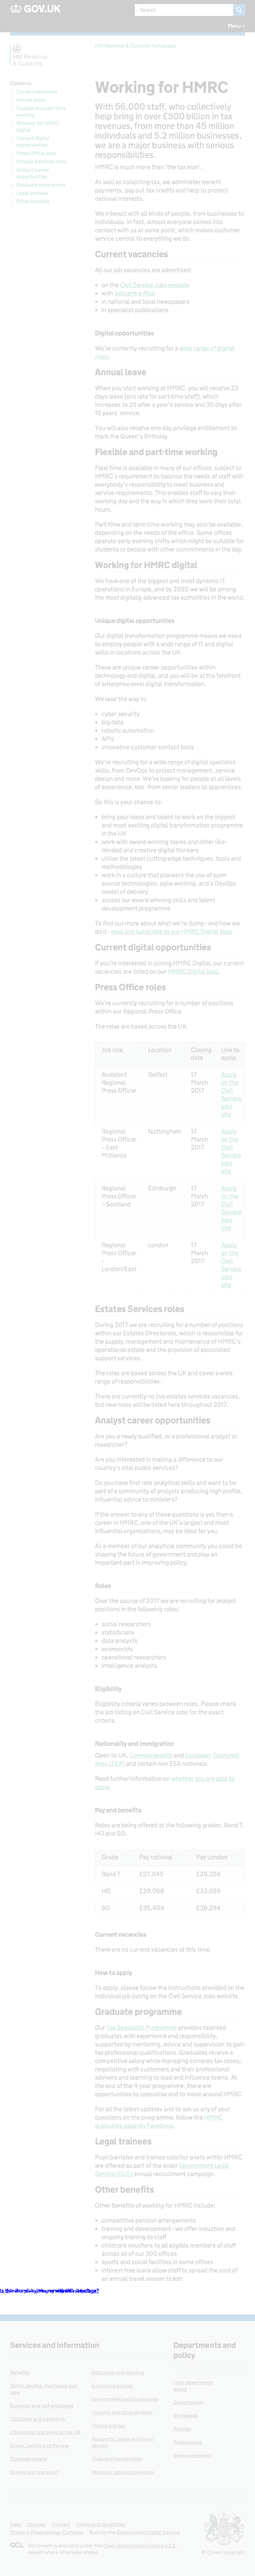 GOV.UK
Search
Menu
HM Revenue
& Customs
HM Revenue & Customs homepage
Contents
Current vacancies
Annual leave
Flexible and part-time
working
Working for HMRC
digital
Current digital
opportunities
Press Office roles
Estates Services roles
Analyst career
opportunities
Graduate programme
Legal trainees
Other benefits
Working for HMRC
With 56,000 staff, who collectively
help bring in over £500 billion in tax
revenues, from more than 45 million
individuals and 5.2 million businesses,
we are a major business with serious
responsibilities.
HMRC is much more than 'the tax man'.
As well as collecting tax, we administer benefit
payments, pay out tax credits and help to protect
national safeguards.
We interact with all kinds of people, from business to
individuals. This is important work, that makes customer
service central to everything we do.
Current vacancies
All our job vacancies are advertised:
on the Civil Service Jobs website
with Jobcentre Plus
in national and local newspapers
in specialist publications
Digital opportunities
We're currently recruiting for a wide range of digital
roles.
Annual leave
When you start working at HMRC, you will receive 22
days leave (pro rata for part-time staff), which
increases to 25 after a year's service and 30 days after
10 years' service.
You will also receive one day privilege entitlement to
mark the Queen's Birthday.
Flexible and part-time working
Flexi-time is available in many of our offices, subject to
HMRC's requirement to balance the needs of staff with
everybody's responsibility to meet business and
service requirements. This allows staff to vary their
working day and the way in which they work their total
hours.
Part-time and term-time working may also be available,
depending on the needs of the office. Some offices
operate early evening shifts which might be suitable for
students or people with other commitments in the day.
Working for HMRC digital
We have one of the biggest and most dynamic IT
operations in Europe, and we're becoming the most
digitally advanced tax authorities in the world.
Unique digital opportunities
Our digital transformation programme means we need
to employ people with a wide range of IT and digital
skills in locations across the UK.
These are unique career opportunities within
technology and digital, and you will be at the forefront
of enterprise-level digital transformation.
We lead the way in:
cyber security
big data
robotic automation
APIs
innovative customer contact tools
We're regularly recruiting for a wide range of specialist
skills, from DevOps to project management, service
design and more. We're looking for people at all levels
of experience, too - from senior leaders to apprentices.
So this is your chance to:
bring your ideas and talent to work on the biggest
and most ambitious digital transformation programme
in the UK
work with award-winning teams and other like-
minded and creative digital thinkers
utilise the latest cutting-edge techniques, tools and
methodologies
work in a culture that pioneers the use of open
source technologies, agile working, and a DevOps
model of delivery
access our award-winning skills and talent
development programme
To find out more about what we're doing - and how we
do it - read and subscribe to our HMRC Digital blog.
Current digital opportunities
If you're interested in joining HMRC Digital, our current
vacancies are listed on our HMRC Digital blog.
Press Office roles
We're currently recruiting for a number of positions
within our Regional Press Office.
The roles are based across the UK.
Job role Location Closing date Link to apply
Assistant Regional Press Officer Belfast 17 March 2017 Apply on the Civil Service jobs site
Regional Press Officer – East Midlands Nottingham 17 March 2017 Apply on the Civil Service jobs site
Regional Press Officer – Scotland Edinburgh 17 March 2017 Apply on the Civil Service jobs site
Regional Press Officer – London/East London 17 March 2017 Apply on the Civil Service jobs site
Estates Services roles
During 2017 we are recruiting for a number of positions
within our Estates Directorate, which is responsible for
the supply, management and maintenance of HMRC's
operational estate and the provision of associated
support services.
The roles are based across the UK and cover a wide
range of responsibilities.
There are currently no live estates services vacancies,
but new roles will be listed here throughout 2017.
Analyst career opportunities
Are you a newly qualified, or a professional analyst or
researcher?
Are you interested in making a difference to our
country's vital public services?
Do you have first rate analytical skills and want to be
part of a community of analysts producing high profile,
influential advice to ministers?
If the answer to any of these questions is yes then a
career in HMRC, one of the UK's largest and most
influential organisations, may be ideal for you.
As a member of our analytical community you could be
shaping the future of government and play an
important part in improving policy.
Roles
Over the course of 2017 we are recruiting for analyst
positions in the following roles:
social researchers
statisticians
data analysts
economists
operational researchers
intelligence analysts
Eligibility
Eligibility criteria varies between roles. Please check
the job listing on Civil Service Jobs for the exact
criteria.
Nationality and immigration
Open to UK, Commonwealth and European Economic
Area (EEA) and certain non EEA nationals.
Read further information on whether you are able to
apply.
Pay and benefits
Roles are being offered at the following grades: Band T,
HO and SO.
Grade Pay national Pay London
Band T £27,045 £29,256
HO £29,068 £33,056
SO £35,409 £38,294
Current vacancies
There are no current vacancies at this time.
How to apply
To apply, please follow the instructions provided on the
individual job listing on the Civil Service Jobs website.
Graduate programme
Our Tax Specialist Programme provides talented
graduates with experience and responsibility,
supported by mentoring, advice and supervision to gain
tax professional qualifications. Graduates receive a
competitive salary while managing complex tax cases,
negotiating with customers and their professional
advisers and learning to lead and influence teams. At
the end of the 4 year programme, there are
opportunities to specialise and to move around HMRC.
For all the latest updates and to ask us any of your
questions on the programme, follow the HMRC
graduates page on Facebook.
Legal trainees
Pupil barrister and trainee solicitor posts within HMRC
are offered as part of the wider Government Legal
Service (GLS) annual recruitment campaign.
Other benefits
Other benefits of working for HMRC include:
competitive pension arrangements
training and development - we offer induction and
ongoing training to staff
childcare vouchers to all eligible members of staff
across all of our 300 offices
sports and social facilities in some offices
interest-free loans allowing staff to spread the cost
of an annual travel season ticket
Services and information
Benefits
Births, deaths, marriages and
care
Business and self-employed
Childcare and parenting
Citizenship and living in the UK
Crime, justice and the law
Disabled people
Driving and transport
Education and learning
Employing people
Environment and countryside
Housing and local services
Money and tax
Passports, travel and living
abroad
Visas and immigration
Working, jobs and pensions
Departments and
policy
How government
works
Departments
Worldwide
Policies
Publications
Announcements
Help Cookies Contact Terms and conditions
Rhestr o Wasanaethau Cymraeg Built by the Government Digital Service
OGL All content is available under the Open Government Licence v3.0,
except where otherwise stated
© Crown copyright